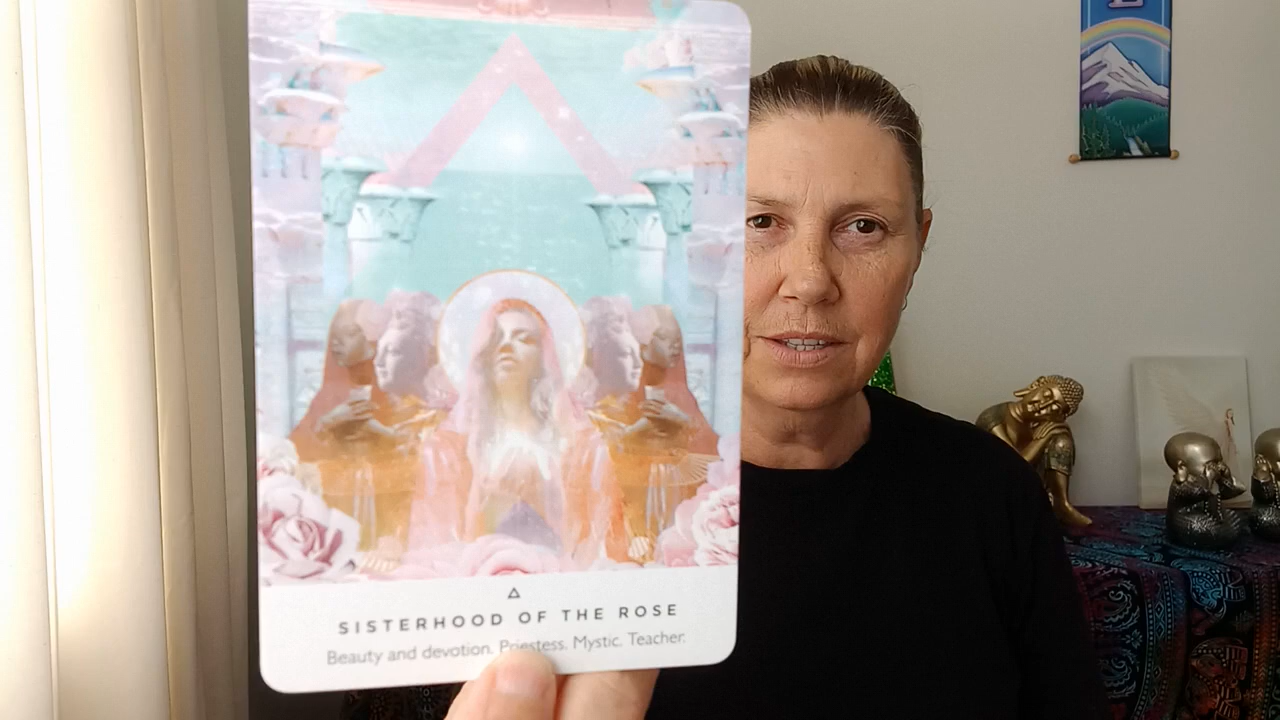 SISTERHOOD OF THE ROSE
Beauty and devotion. Priestess. Mystic. Teacher.